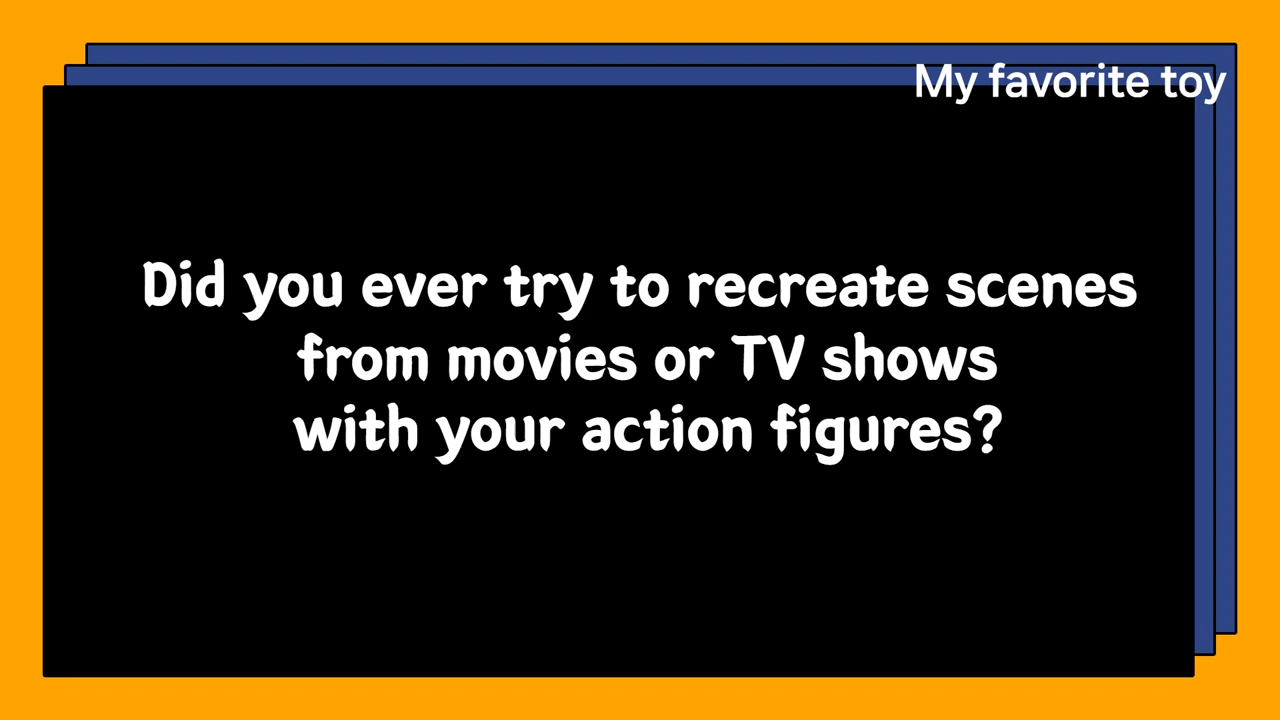 My favorite toy
Did you ever try to recreate scenes
from movies or TV shows
with your action figures?